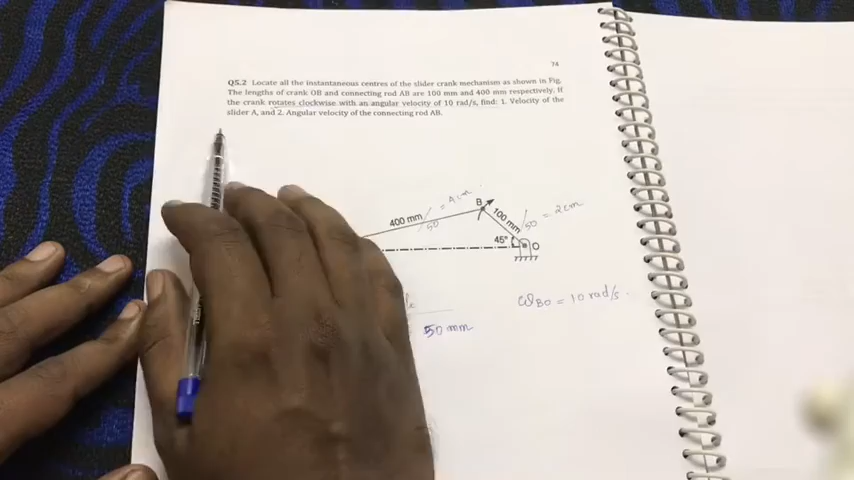 74
Q5.2 Locate all the instantaneous centres of the slider crank mechanism as shown in Fig.
The lengths of crank OB and connecting rod AB are 100 mm and 400 mm respectively. If
the crank rotates clockwise with an angular velocity of 10 rad/s, find: 1. Velocity of the
slider A, and 2. Angular velocity of the connecting rod AB.
400 mm / 50 = 4cm
B
100 mm / 50 = 2cm
45° O
ωBO = 10 rad/s.
50 mm